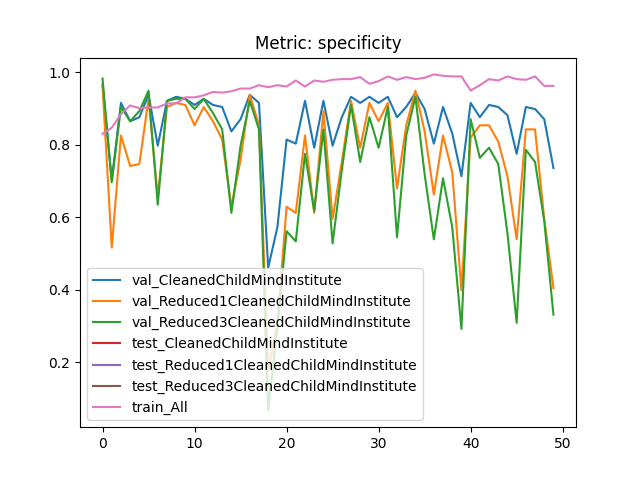 Metric: specificity
1.0
0.8
0.6
0.4
0.2
val_CleanedChildMindInstitute
val_Reduced1CleanedChildMindInstitute
val_Reduced3CleanedChildMindInstitute
test_CleanedChildMindInstitute
test_Reduced1CleanedChildMindInstitute
test_Reduced3CleanedChildMindInstitute
train_All
0 10 20 30 40 50